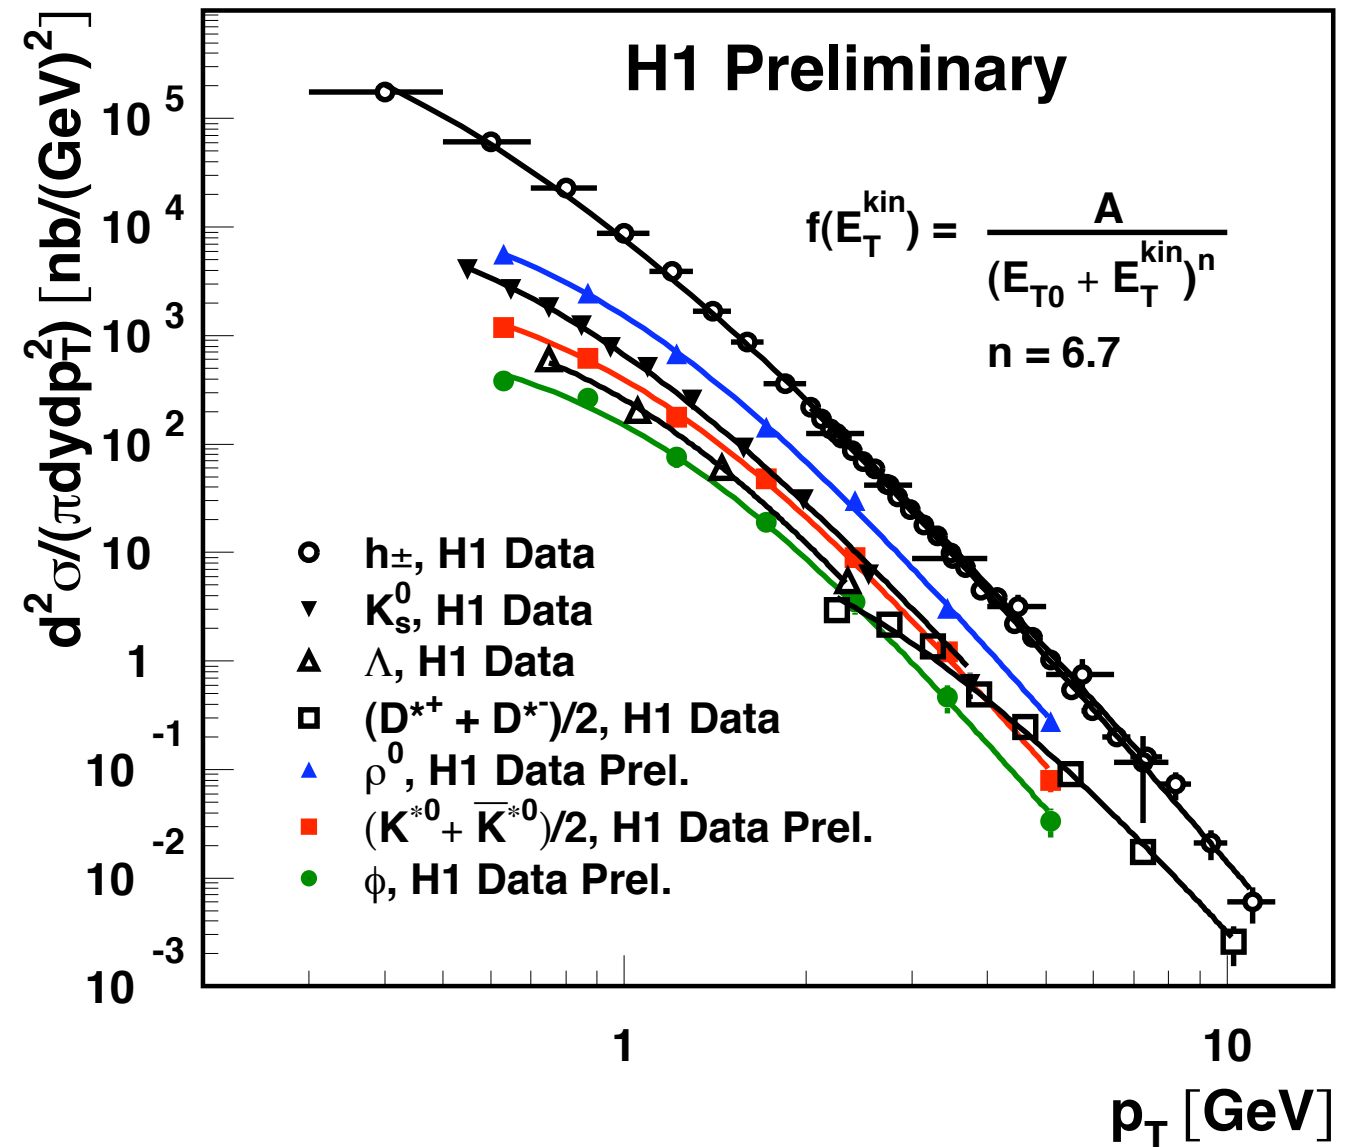 H1 Preliminary
d²σ/(πdydp_T²) [nb/(GeV)²]
f(E_T^kin) = A / (E_T0 + E_T^kin)^n
n = 6.7
10^5
10^4
10^3
10^2
10
1
10^-1
10^-2
10^-3
h±, H1 Data
K_s^0, H1 Data
Λ, H1 Data
(D*⁺ + D*⁻)/2, H1 Data
ρ⁰, H1 Data Prel.
(K*⁰ + K̅*⁰)/2, H1 Data Prel.
ϕ, H1 Data Prel.
1
10
p_T [GeV]